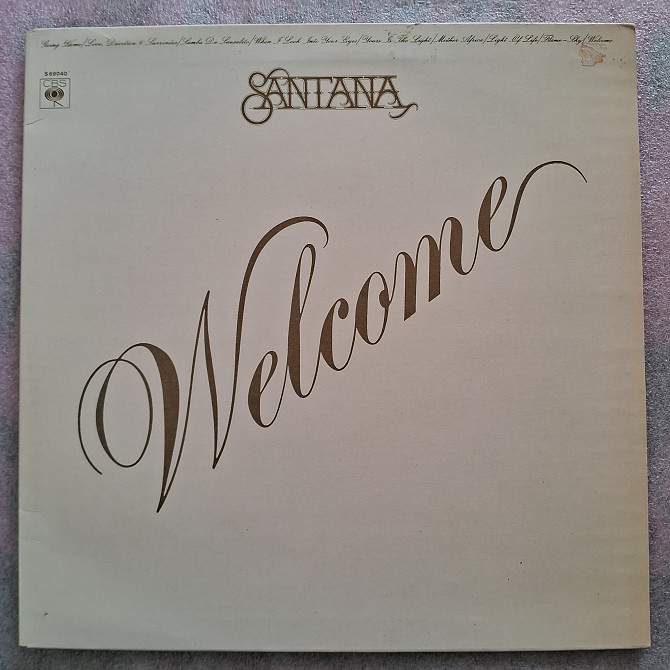 Going Home/Love, Devotion & Surrender/Samba De Sausalito/When I Look Into Your Eyes/Yours Is The Light/Mother Africa/Light Of Life/Flame-Sky/Welcome
S 69040
CBS
SANTANA
Welcome